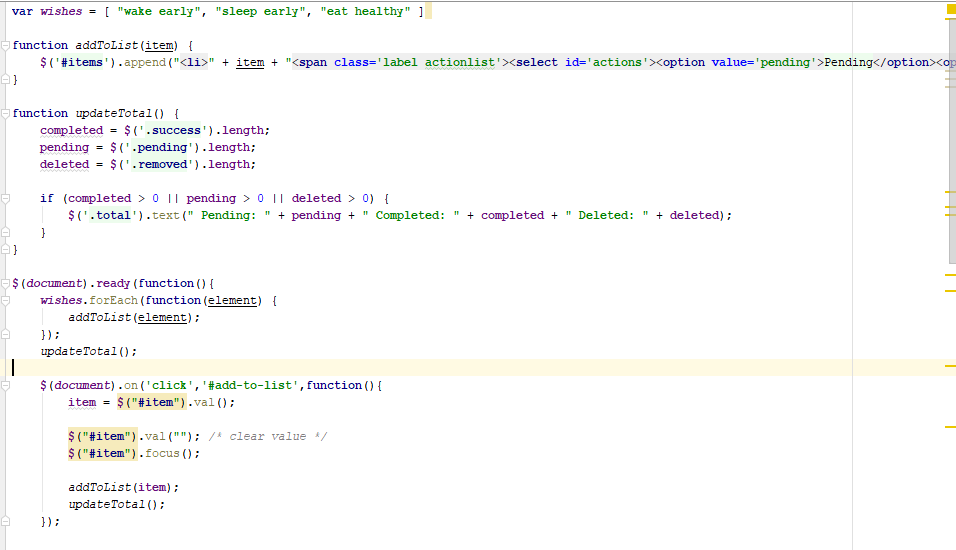 var wishes = [ "wake early", "sleep early", "eat healthy" ]
function addToList(item) {
$('#items').append("<li>" + item + "<span class='label actionlist'><select id='actions'><option value='pending'>Pending</option><op
}
function updateTotal() {
completed = $('.success').length;
pending = $('.pending').length;
deleted = $('.removed').length;
if (completed > 0 || pending > 0 || deleted > 0) {
$('.total').text(" Pending: " + pending + " Completed: " + completed + " Deleted: " + deleted);
}
}
$(document).ready(function(){
wishes.forEach(function(element) {
addToList(element);
});
updateTotal();
$(document).on('click','#add-to-list',function(){
item = $("#item").val();
$("#item").val(""); /* clear value */
$("#item").focus();
addToList(item);
updateTotal();
});